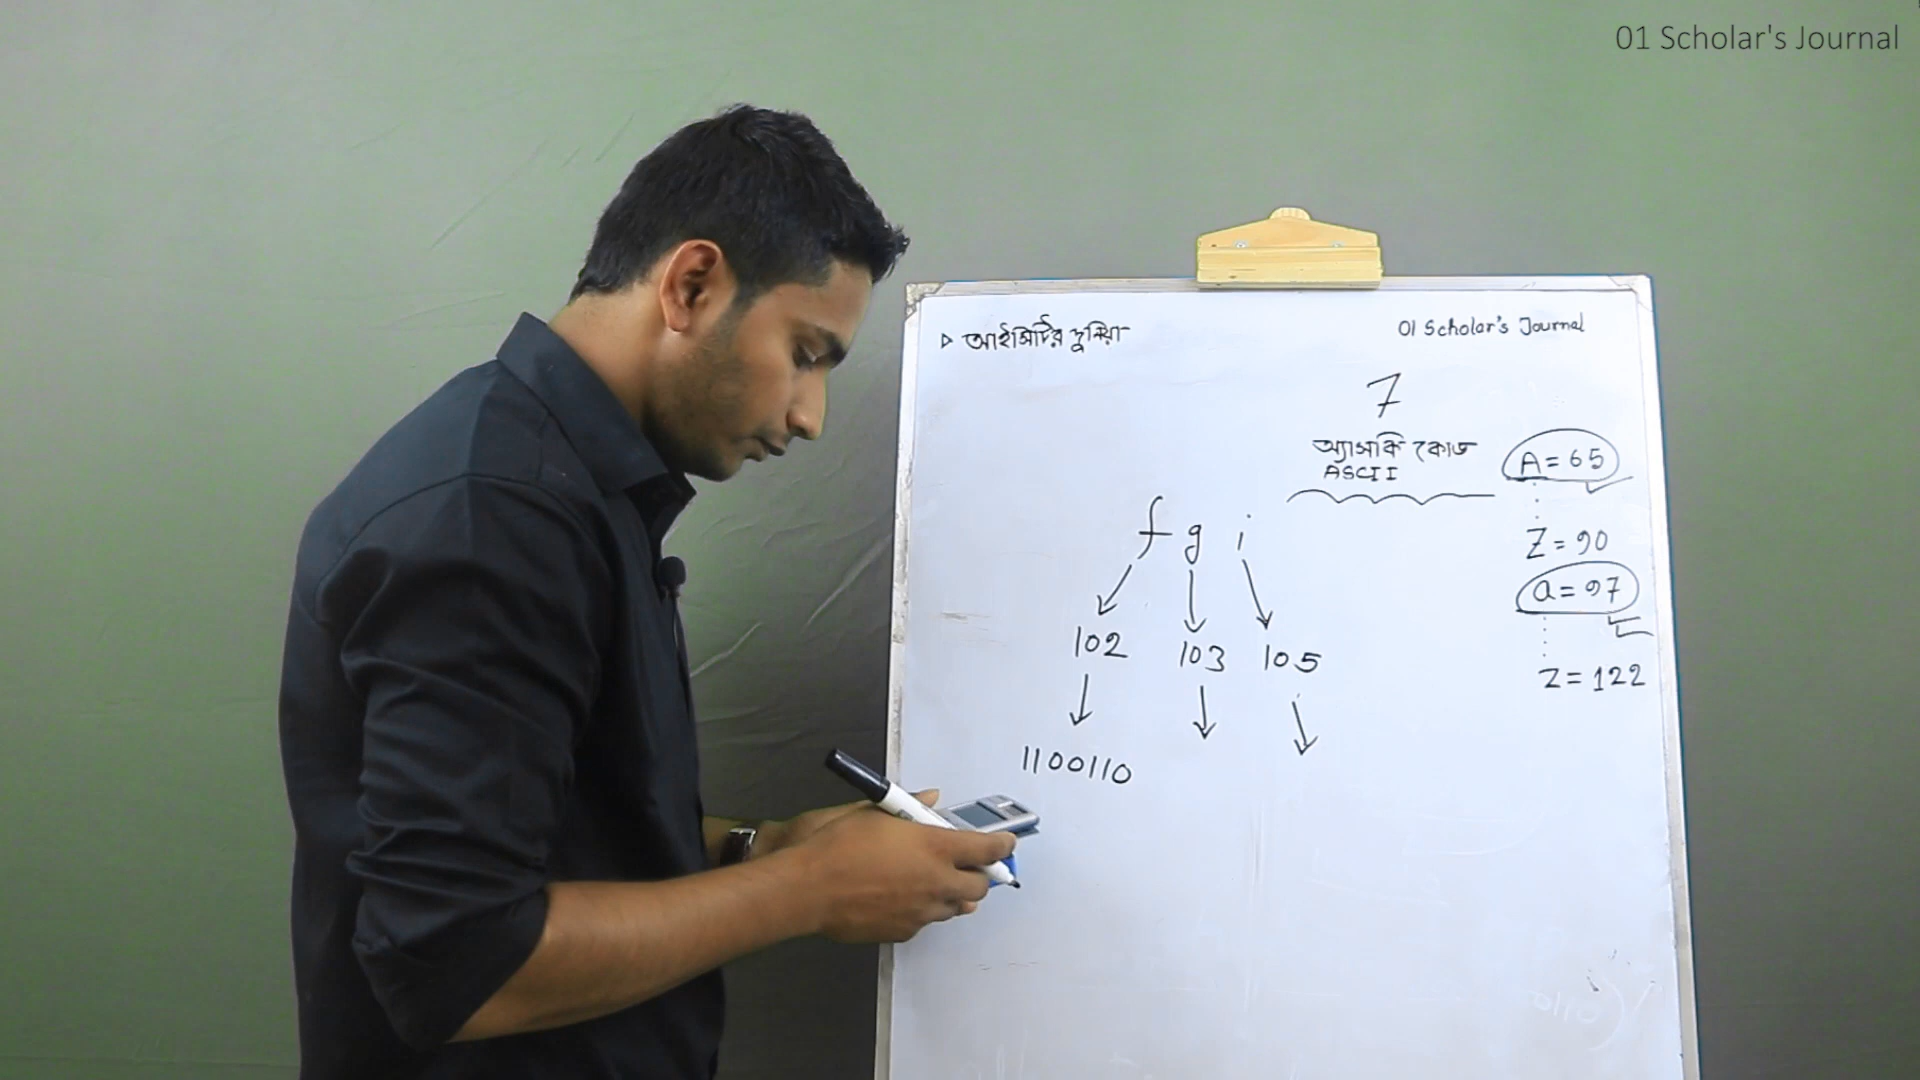 01 Scholar's Journal
▷ আইসিটির দুনিয়া
01 Scholar's Journal
7
অ্যাসকি কোড
ASCII
A = 65
Z = 90
a = 97
z = 122
f g i
102 103 105
1100110